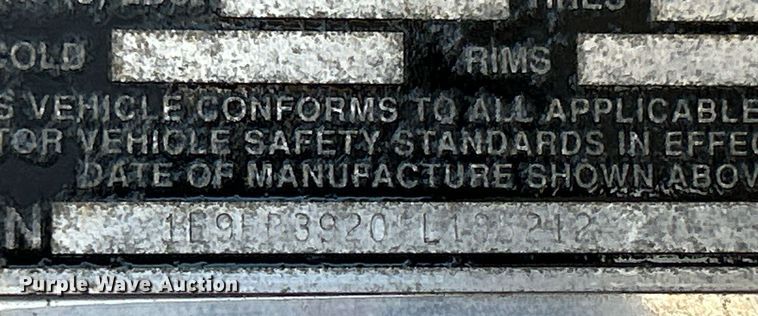 COLD RIMS
S VEHICLE CONFORMS TO ALL APPLICABLE
TOR VEHICLE SAFETY STANDARDS IN EFFEC
DATE OF MANUFACTURE SHOWN ABOV
N
Purple Wave Auction